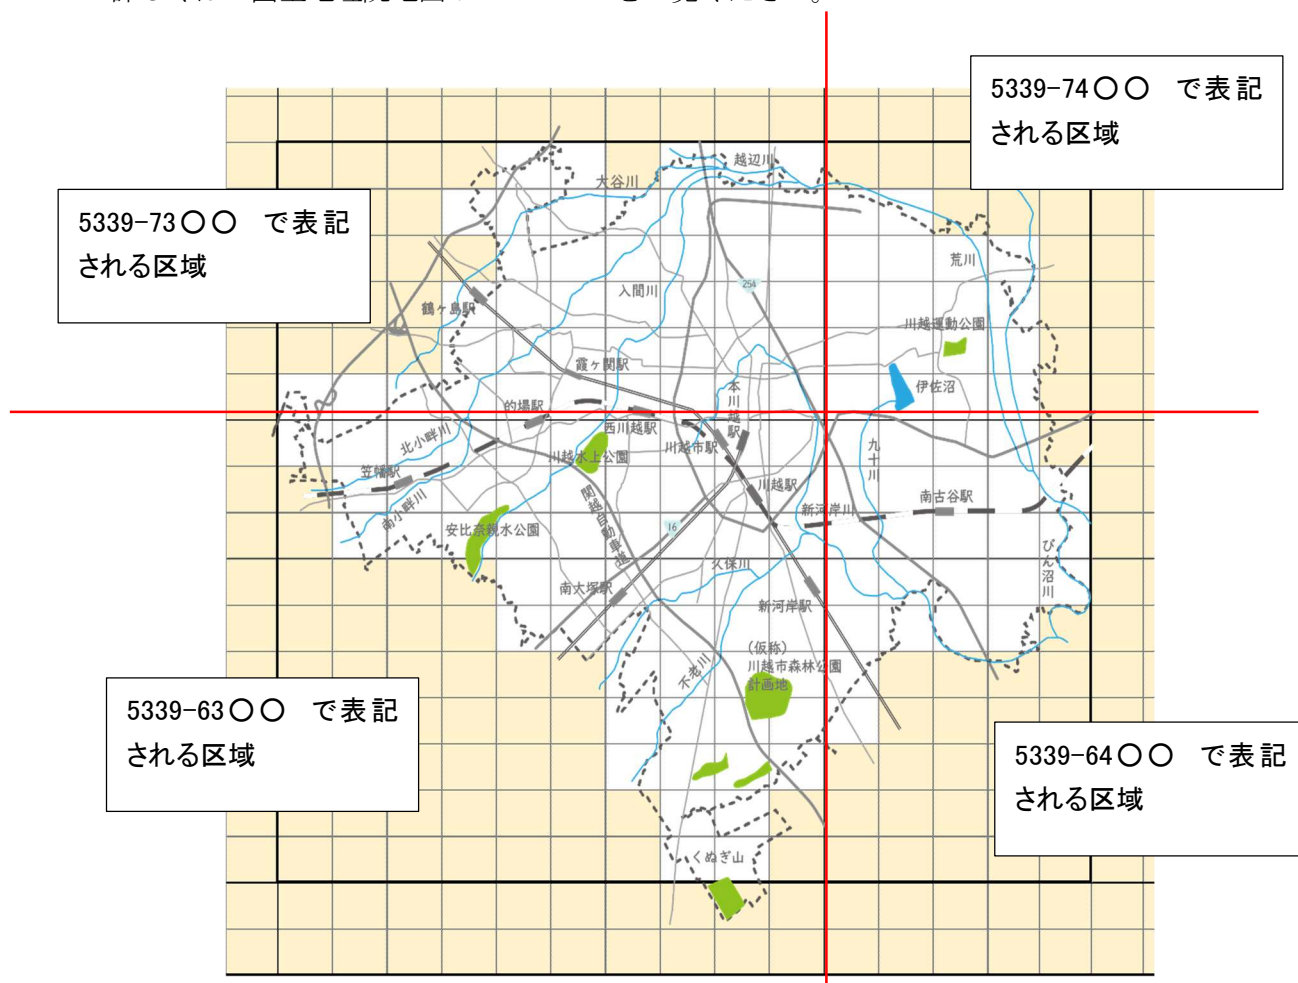 5339-74〇〇 で表記
される区域
5339-73〇〇 で表記
される区域
越辺川
大谷川
荒川
入間川
254
鶴ヶ島駅
川越運動公園
霞ヶ関駅
伊佐沼
本川越駅
的場駅
西川越駅
北小畔川
川越市駅
九十川
川越水上公園
笠幡駅
川越駅
南古谷駅
関越自動車道
新河岸川
南小畔川
安比奈親水公園
16
びん沼川
久保川
南大塚駅
新河岸駅
(仮称)
川越市森林公園
計画地
不老川
5339-63〇〇 で表記
される区域
5339-64〇〇 で表記
される区域
くぬぎ山